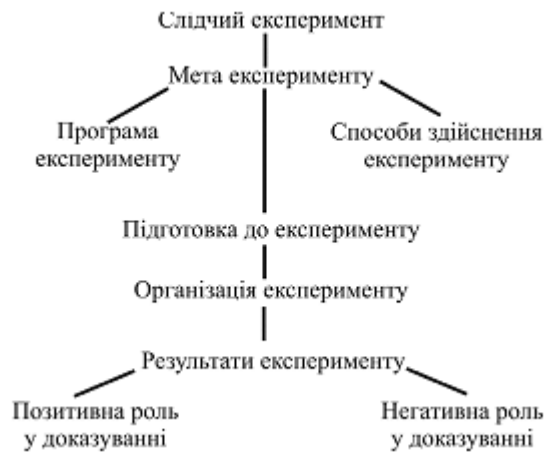 Слідчий експеримент
Мета експерименту
Програма
експерименту
Способи здійснення
експерименту
Підготовка до експерименту
Організація експерименту
Результати експерименту
Позитивна роль
у доказуванні
Негативна роль
у доказуванні